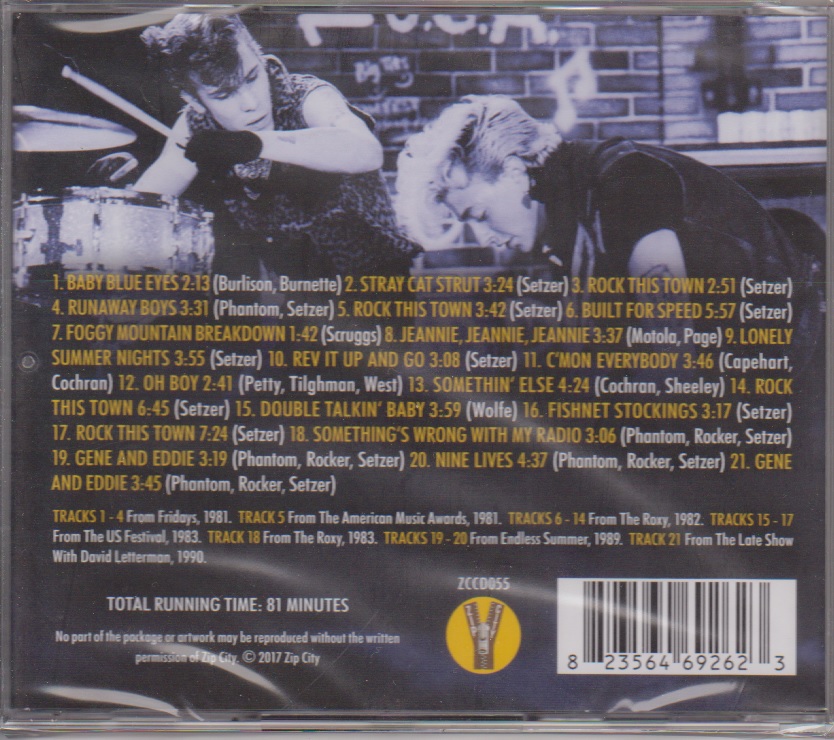 U.S.A.
1. BABY BLUE EYES 2:13 (Burlison, Burnette) 2. STRAY CAT STRUT 3:24 (Setzer) 3. ROCK THIS TOWN 2:51 (Setzer)
4. RUNAWAY BOYS 3:31 (Phantom, Setzer) 5. ROCK THIS TOWN 3:42 (Setzer) 6. BUILT FOR SPEED 5:57 (Setzer)
7. FOGGY MOUNTAIN BREAKDOWN 1:42 (Scruggs) 8. JEANNIE, JEANNIE, JEANNIE 3:37 (Motola, Page) 9. LONELY
SUMMER NIGHTS 3:55 (Setzer) 10. REV IT UP AND GO 3:08 (Setzer) 11. C'MON EVERYBODY 3:46 (Capehart,
Cochran) 12. OH BOY 2:41 (Petty, Tilghman, West) 13. SOMETHIN' ELSE 4:24 (Cochran, Sheeley) 14. ROCK
THIS TOWN 6:45 (Setzer) 15. DOUBLE TALKIN' BABY 3:59 (Wolfe) 16. FISHNET STOCKINGS 3:17 (Setzer)
17. ROCK THIS TOWN 7:24 (Setzer) 18. SOMETHING'S WRONG WITH MY RADIO 3:06 (Phantom, Rocker, Setzer)
19. GENE AND EDDIE 3:19 (Phantom, Rocker, Setzer) 20. NINE LIVES 4:37 (Phantom, Rocker, Setzer) 21. GENE
AND EDDIE 3:45 (Phantom, Rocker, Setzer)
TRACKS 1 - 4 From Fridays, 1981. TRACK 5 From The American Music Awards, 1981. TRACKS 6 - 14 From The Roxy, 1982. TRACKS 15 - 17
From The US Festival, 1983. TRACK 18 From The Roxy, 1983. TRACKS 19 - 20 From Endless Summer, 1989. TRACK 21 From The Late Show
With David Letterman, 1990.
TOTAL RUNNING TIME: 81 MINUTES
No part of the package or artwork may be reproduced without the written
permission of Zip City. © 2017 Zip City
ZCCD055
8 23564 69262 3